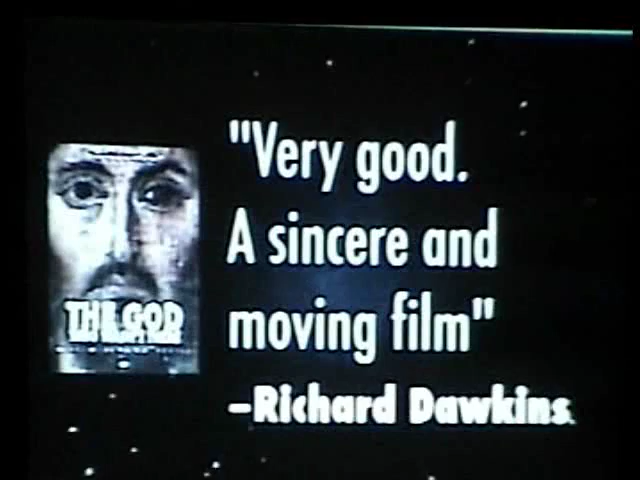 THE GOD
"Very good.
A sincere and
moving film"
–Richard Dawkins